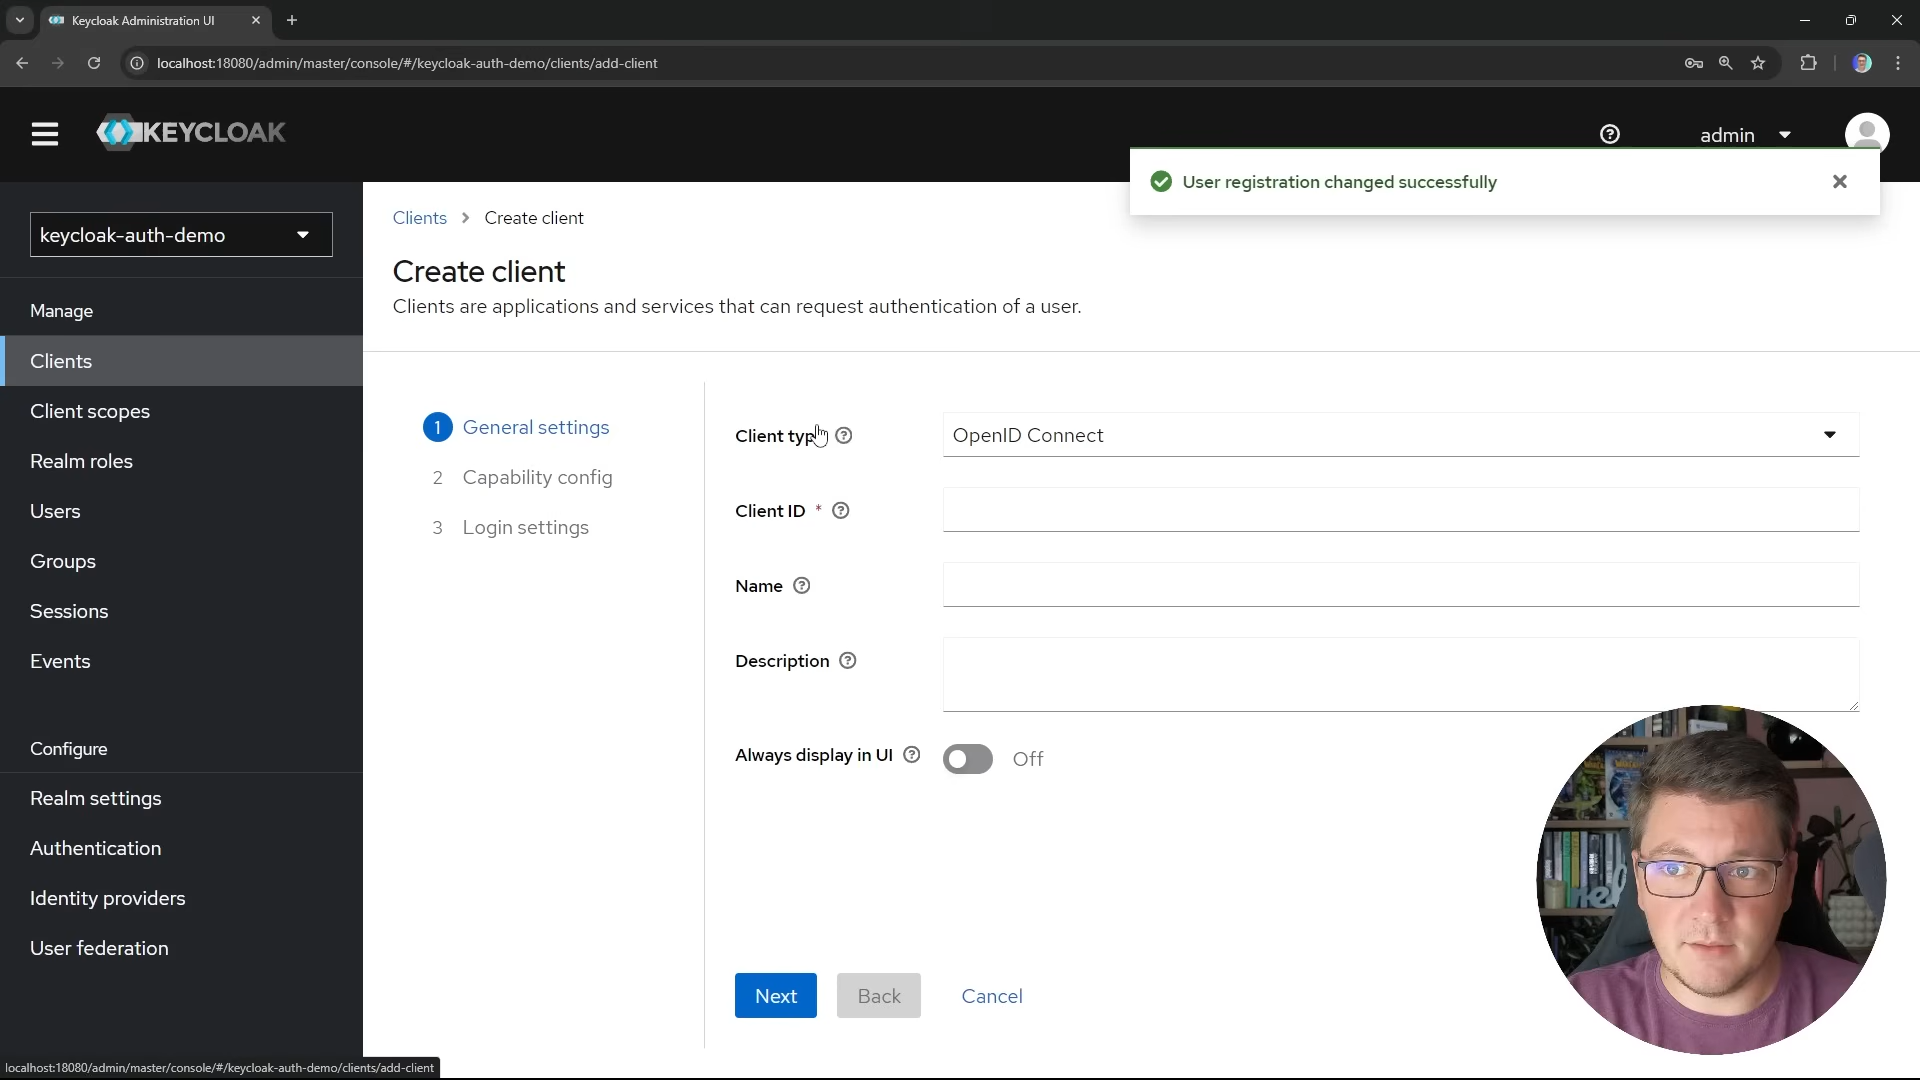 Keycloak Administration UI
localhost:18080/admin/master/console/#/keycloak-auth-demo/clients/add-client
KEYCLOAK
admin
User registration changed successfully
keycloak-auth-demo
Manage
Clients
Client scopes
Realm roles
Users
Groups
Sessions
Events
Configure
Realm settings
Authentication
Identity providers
User federation
Clients > Create client
Create client
Clients are applications and services that can request authentication of a user.
1 General settings
2 Capability config
3 Login settings
Client type
OpenID Connect
Client ID *
Name
Description
Always display in UI
Off
Next
Back
Cancel
localhost:18080/admin/master/console/#/keycloak-auth-demo/clients/add-client